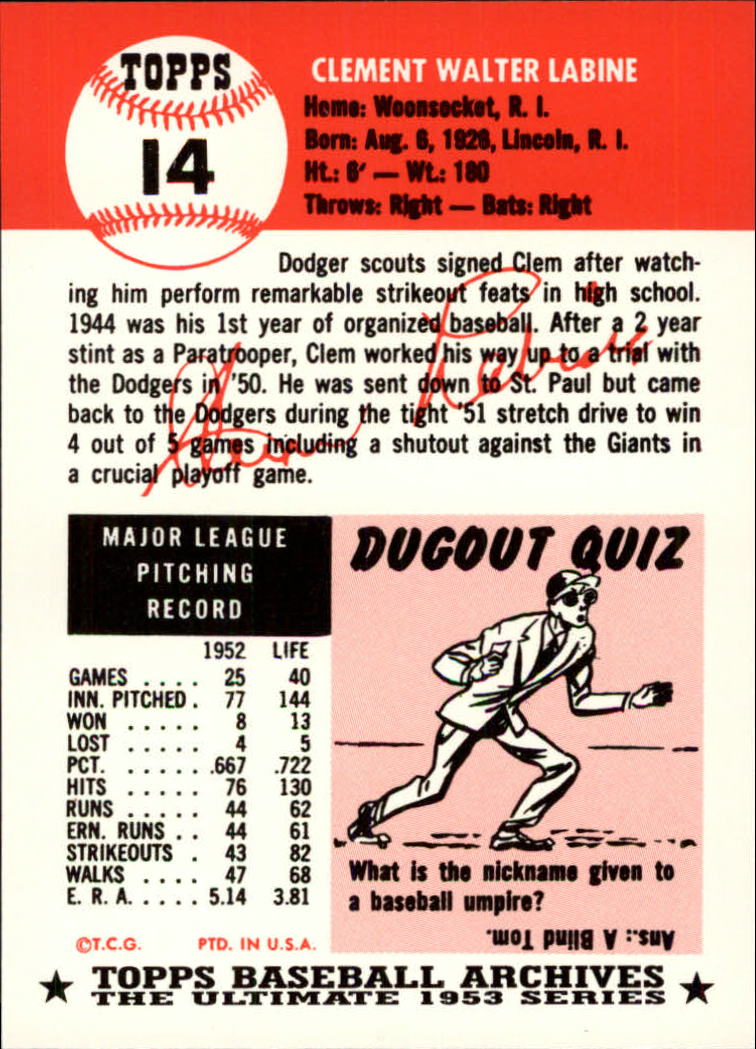 TOPPS
14
CLEMENT WALTER LABINE
Home: Woonsocket, R. I.
Born: Aug. 6, 1926, Lincoln, R. I.
Ht.: 6' — Wt.: 180
Throws: Right — Bats: Right
Dodger scouts signed Clem after watch-
ing him perform remarkable strikeout feats in high school.
1944 was his 1st year of organized baseball. After a 2 year
stint as a Paratrooper, Clem worked his way up to a trial with
the Dodgers in '50. He was sent down to St. Paul but came
back to the Dodgers during the tight '51 stretch drive to win
4 out of 5 games including a shutout against the Giants in
a crucial playoff game.
Clem Labine
MAJOR LEAGUE
PITCHING
RECORD
1952 LIFE
GAMES . . . . 25 40
INN. PITCHED . 77 144
WON . . . . . 8 13
LOST . . . . . 4 5
PCT. . . . . . .667 .722
HITS . . . . . 76 130
RUNS . . . . . 44 62
ERN. RUNS . . 44 61
STRIKEOUTS . 43 82
WALKS . . . . 47 68
E. R. A. . . . . 5.14 3.81
©T.C.G. PTD. IN U.S.A.
DUGOUT QUIZ
What is the nickname given to
a baseball umpire?
Ans.: A Blind Tom.
TOPPS BASEBALL ARCHIVES
THE ULTIMATE 1953 SERIES